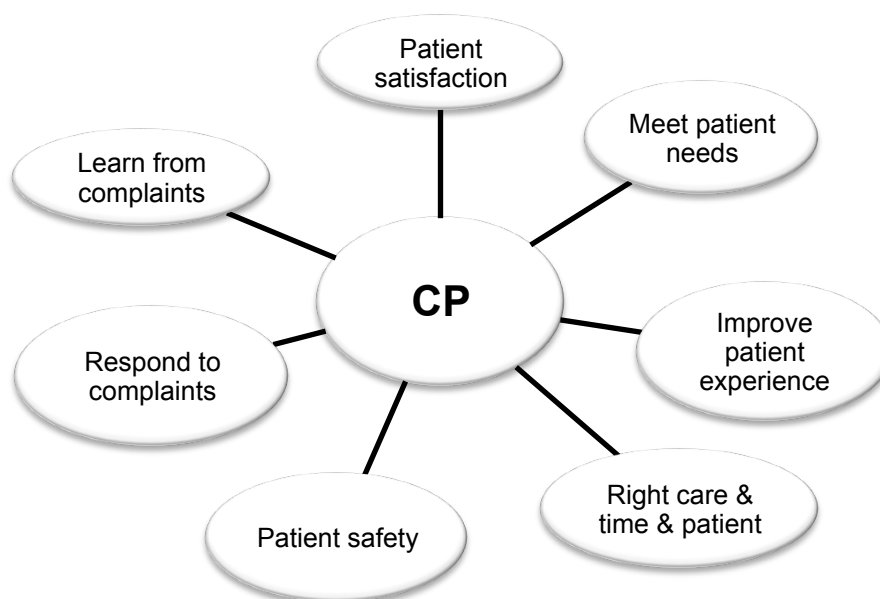 Patient
satisfaction
Meet patient
needs
Learn from
complaints
CP
Improve
patient
experience
Respond to
complaints
Right care &
time & patient
Patient safety